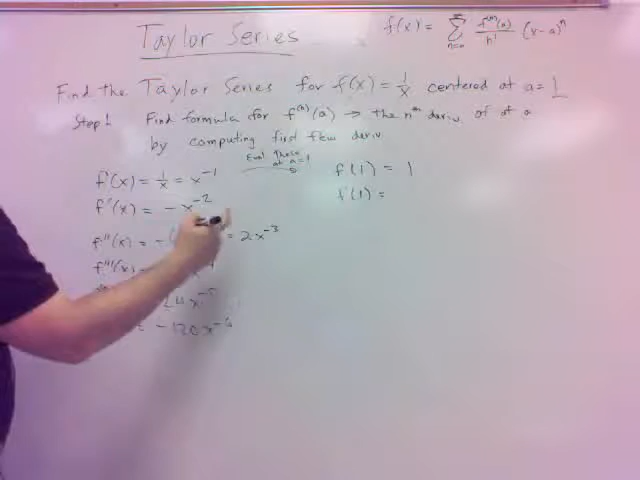 Taylor Series
f(x) = ∞ Σ n=0 f⁽ⁿ⁾(a) / n! (x-a)ⁿ
Find the Taylor Series for f(x) = 1/x centered at a = 1
Step 1 Find formula for f⁽ⁿ⁾(a) → the nᵗʰ deriv. of at a
by computing first few deriv.
Eval These
at a=1
f(x) = 1/x = x⁻¹
f(1) = 1
f'(x) = - x⁻²
f'(1) =
f''(x) = - = 2x⁻³
f'''(x) =
24x⁻⁵
= -120x⁻⁶